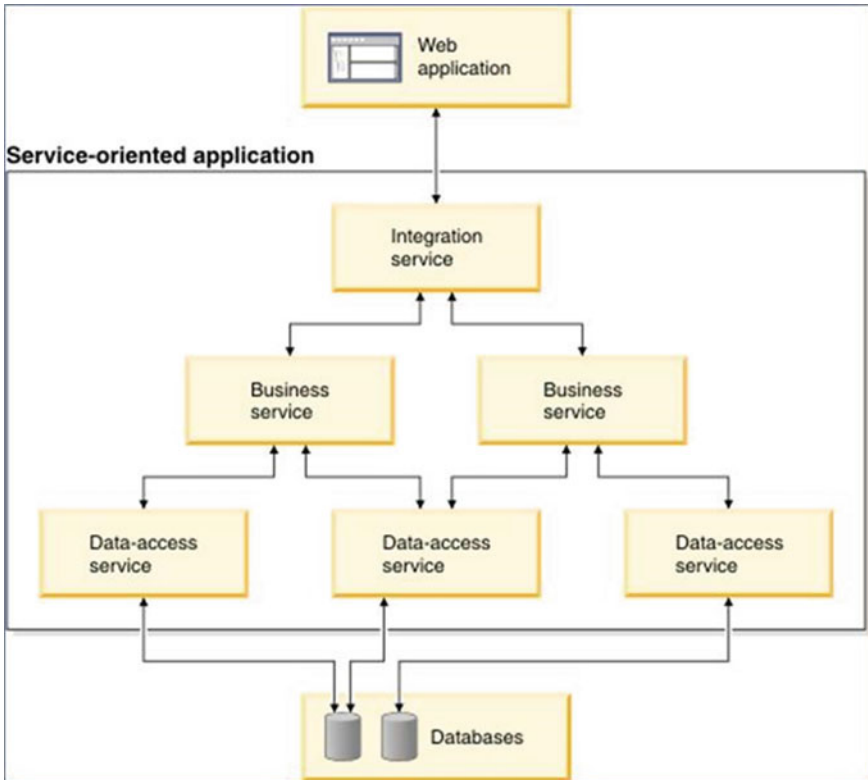 Web
application
Service-oriented application
Integration
service
Business
service
Business
service
Data-access
service
Data-access
service
Data-access
service
Databases